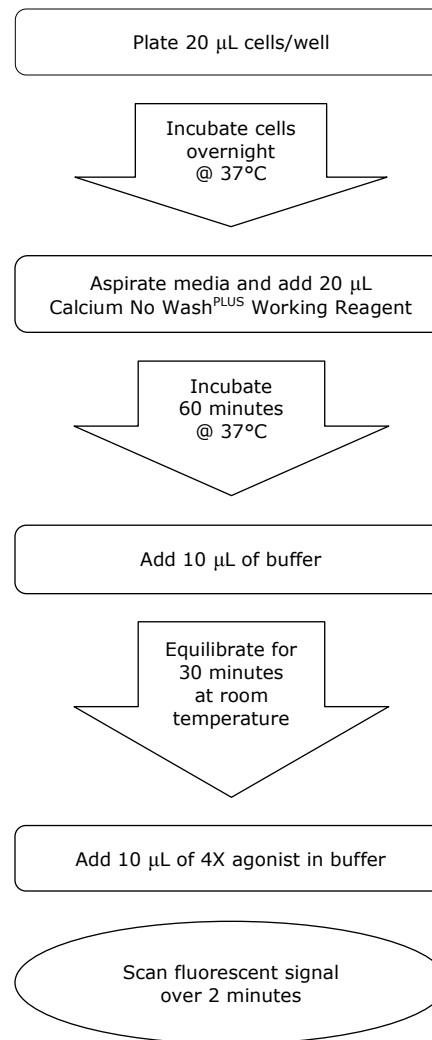 Plate 20 μL cells/well
Incubate cells
overnight
@ 37°C
Aspirate media and add 20 μL
Calcium No Wash^PLUS Working Reagent
Incubate
60 minutes
@ 37°C
Add 10 μL of buffer
Equilibrate for
30 minutes
at room
temperature
Add 10 μL of 4X agonist in buffer
Scan fluorescent signal
over 2 minutes